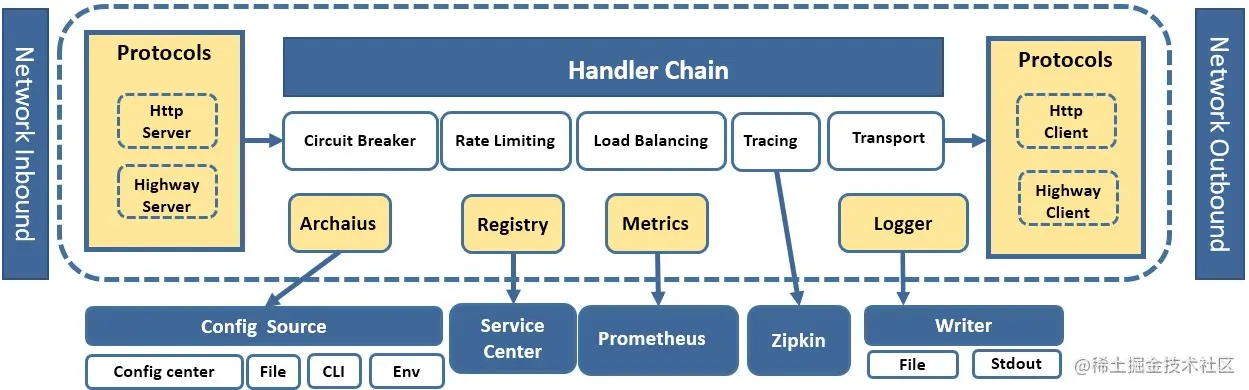 Network Inbound
Protocols
Http
Server
Highway
Server
Handler Chain
Circuit Breaker
Rate Limiting
Load Balancing
Tracing
Transport
Archaius
Registry
Metrics
Logger
Protocols
Http
Client
Highway
Client
Network Outbound
Config Source
Config center
File
CLI
Env
Service
Center
Prometheus
Zipkin
Writer
File
Stdout
@稀土掘金技术社区